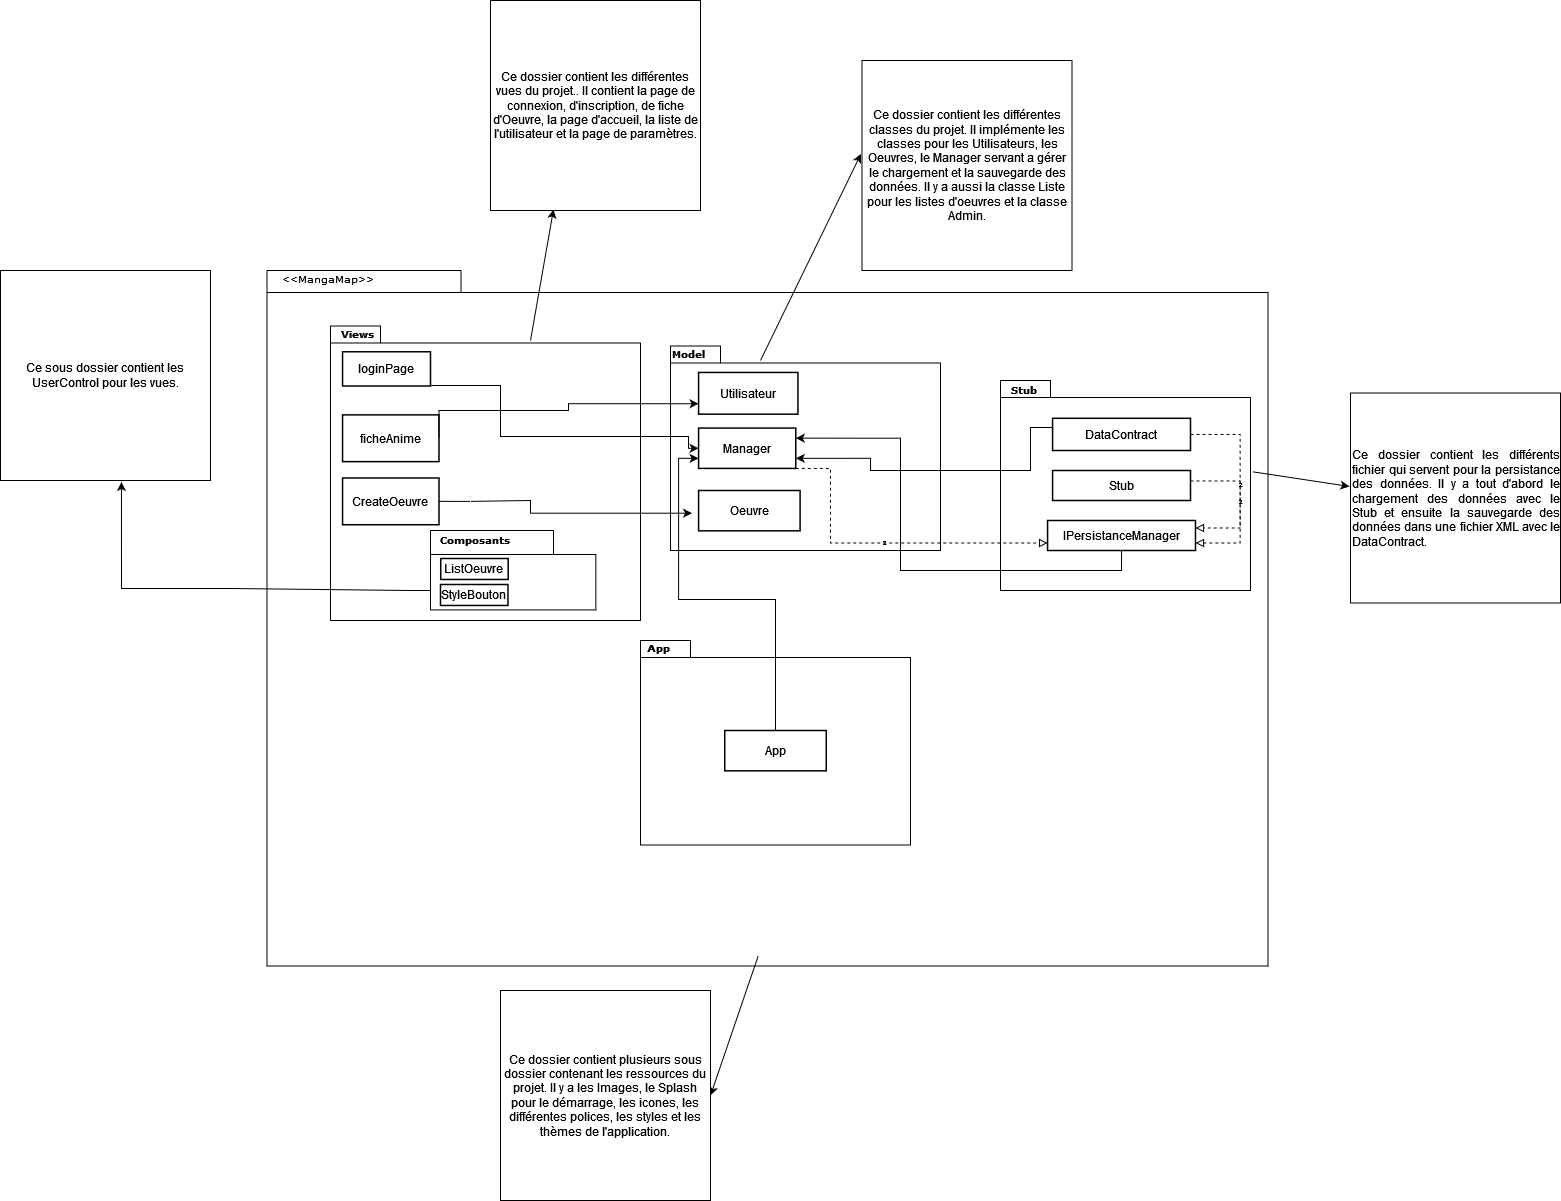 Ce dossier contient les différentes
vues du projet.. Il contient la page de
connexion, d'inscription, de fiche
d'Oeuvre, la page d'accueil, la liste de
l'utilisateur et la page de paramètres.
Ce dossier contient les différentes
classes du projet. Il implémente les
classes pour les Utilisateurs, les
Oeuvres, le Manager servant a gérer
le chargement et la sauvegarde des
données. Il y a aussi la classe Liste
pour les listes d'oeuvres et la classe
Admin.
Ce sous dossier contient les
UserControl pour les vues.
<<MangaMap>>
Views
loginPage
ficheAnime
CreateOeuvre
Composants
ListOeuvre
StyleBouton
Model
Utilisateur
Manager
Oeuvre
Stub
DataContract
Stub
IPersistanceManager
Ce dossier contient les différents
fichier qui servent pour la persistance
des données. Il y a tout d'abord le
chargement des données avec le
Stub et ensuite la sauvegarde des
données dans une fichier XML avec le
DataContract.
App
App
Ce dossier contient plusieurs sous
dossier contenant les ressources du
projet. Il y a les Images, le Splash
pour le démarrage, les icones, les
différentes polices, les styles et les
thèmes de l'application.